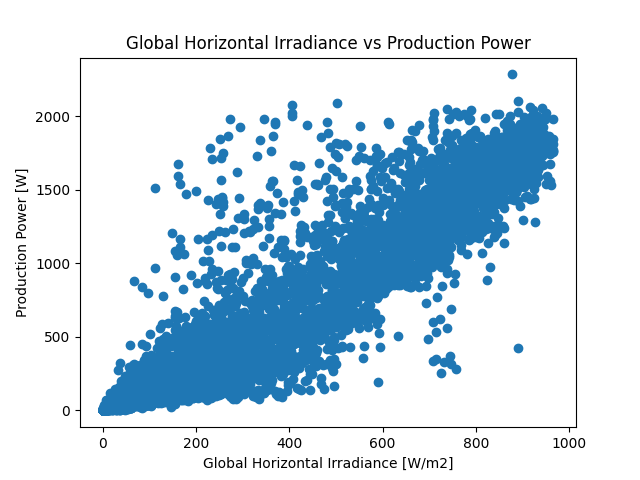 Global Horizontal Irradiance vs Production Power
2000
1500
1000
500
0
Production Power [W]
0 200 400 600 800 1000
Global Horizontal Irradiance [W/m2]